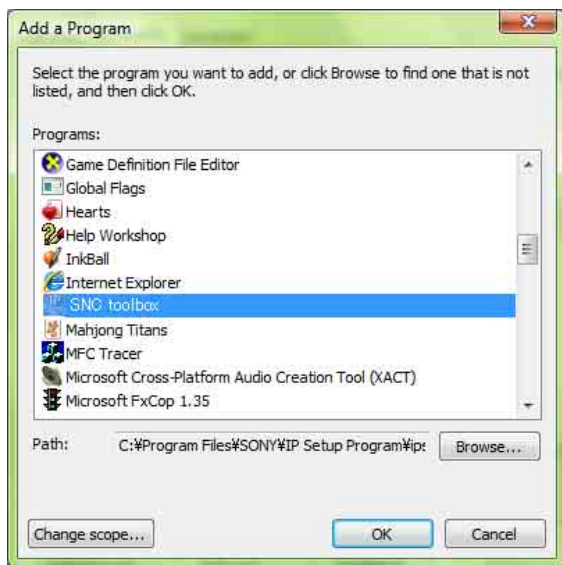 Add a Program
Select the program you want to add, or click Browse to find one that is not
listed, and then click OK.
Programs:
Game Definition File Editor
Global Flags
Hearts
Help Workshop
InkBall
Internet Explorer
SNC toolbox
Mahjong Titans
MFC Tracer
Microsoft Cross-Platform Audio Creation Tool (XACT)
Microsoft FxCop 1.35
Path: C:¥Program Files¥SONY¥IP Setup Program¥ips Browse...
Change scope... OK Cancel